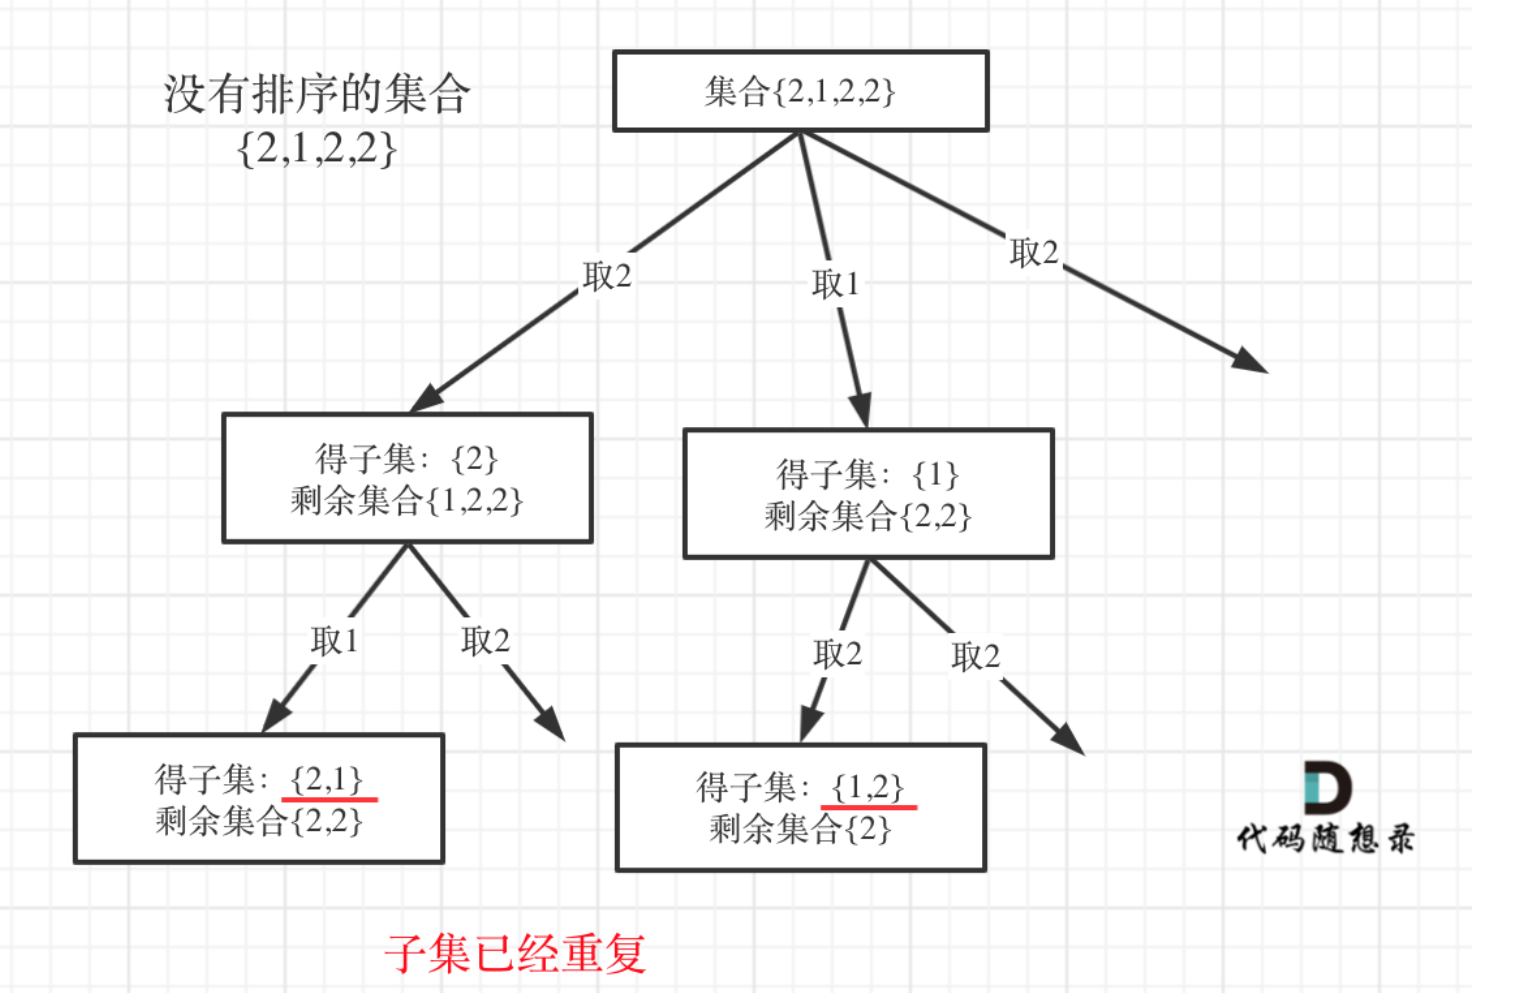 没有排序的集合
{2,1,2,2}
集合{2,1,2,2}
取2
取1
取2
得子集：{2}
剩余集合{1,2,2}
得子集：{1}
剩余集合{2,2}
取1
取2
取2
取2
得子集：{2,1}
剩余集合{2,2}
得子集：{1,2}
剩余集合{2}
代码随想录
子集已经重复